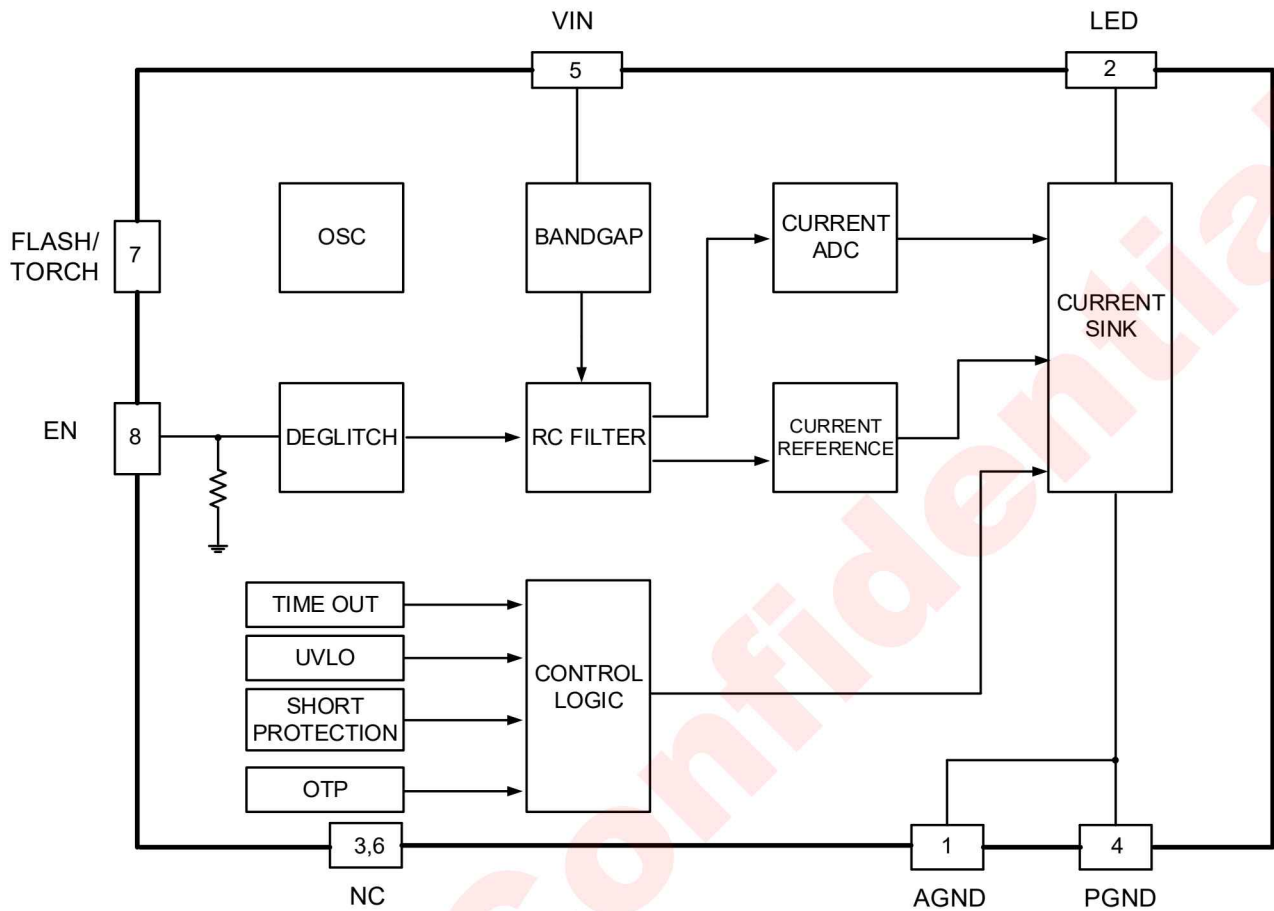 VIN
LED
5
2
OSC
BANDGAP
CURRENT
ADC
FLASH/
TORCH
7
CURRENT
SINK
EN
8
DEGLITCH
RC FILTER
CURRENT
REFERENCE
TIME OUT
UVLO
SHORT
PROTECTION
OTP
CONTROL
LOGIC
3,6
1
4
NC
AGND
PGND
Confidential